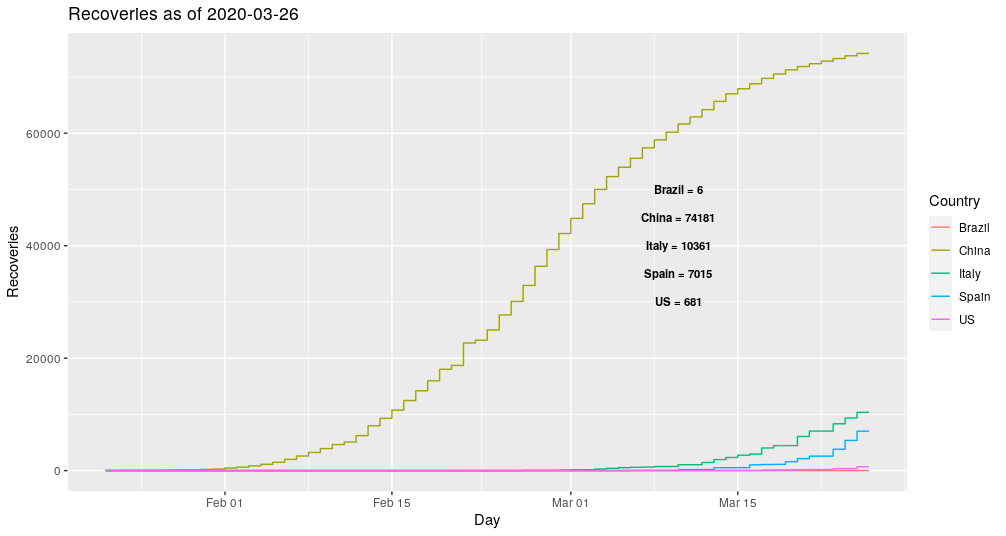 Recoveries as of 2020-03-26
Recoveries
60000
40000
20000
0
Brazil = 6
China = 74181
Italy = 10361
Spain = 7015
US = 681
Feb 01
Feb 15
Mar 01
Mar 15
Day
Country
Brazil
China
Italy
Spain
US